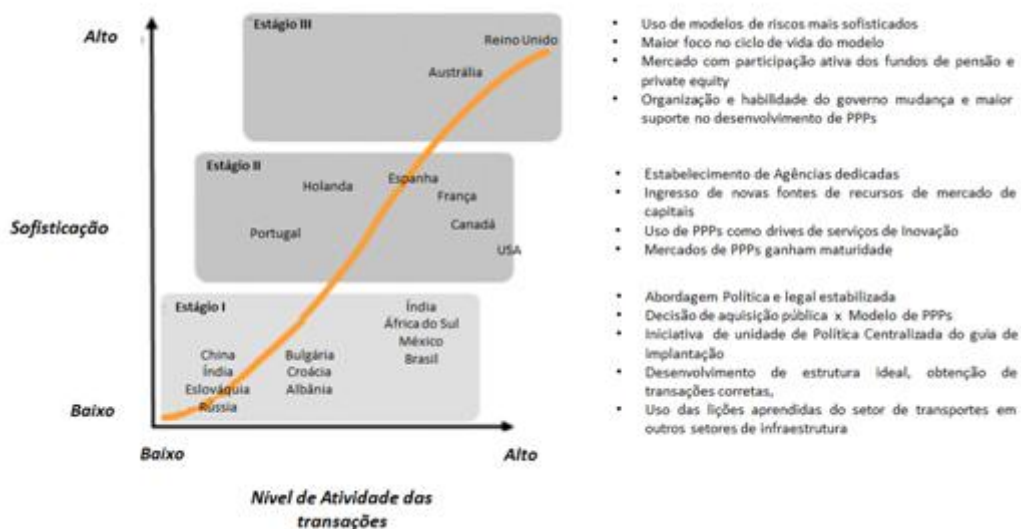 Alto
Estágio III
Reino Unido
Austrália
Estágio II
Holanda
Espanha
França
Portugal
Canadá
USA
Sofisticação
Estágio I
Índia
África do Sul
México
Brasil
China
Índia
Eslováquia
Rússia
Bulgária
Croácia
Albânia
Baixo
Baixo
Alto
Nível de Atividade das
transações
• Uso de modelos de riscos mais sofisticados
• Maior foco no ciclo de vida do modelo
• Mercado com participação ativa dos fundos de pensão e
private equity
• Organização e habilidade do governo mudança e maior
suporte no desenvolvimento de PPPs
• Estabelecimento de Agências dedicadas
• Ingresso de novas fontes de recursos de mercado de
capitais
• Uso de PPPs como drives de serviços de Inovação
• Mercados de PPPs ganham maturidade
• Abordagem Política e legal estabilizada
• Decisão de aquisição pública x Modelo de PPPs
• Iniciativa de unidade de Política Centralizada do guia de
implantação
• Desenvolvimento de estrutura ideal, obtenção de
transações corretas,
• Uso das lições aprendidas do setor de transportes em
outros setores de infraestrutura